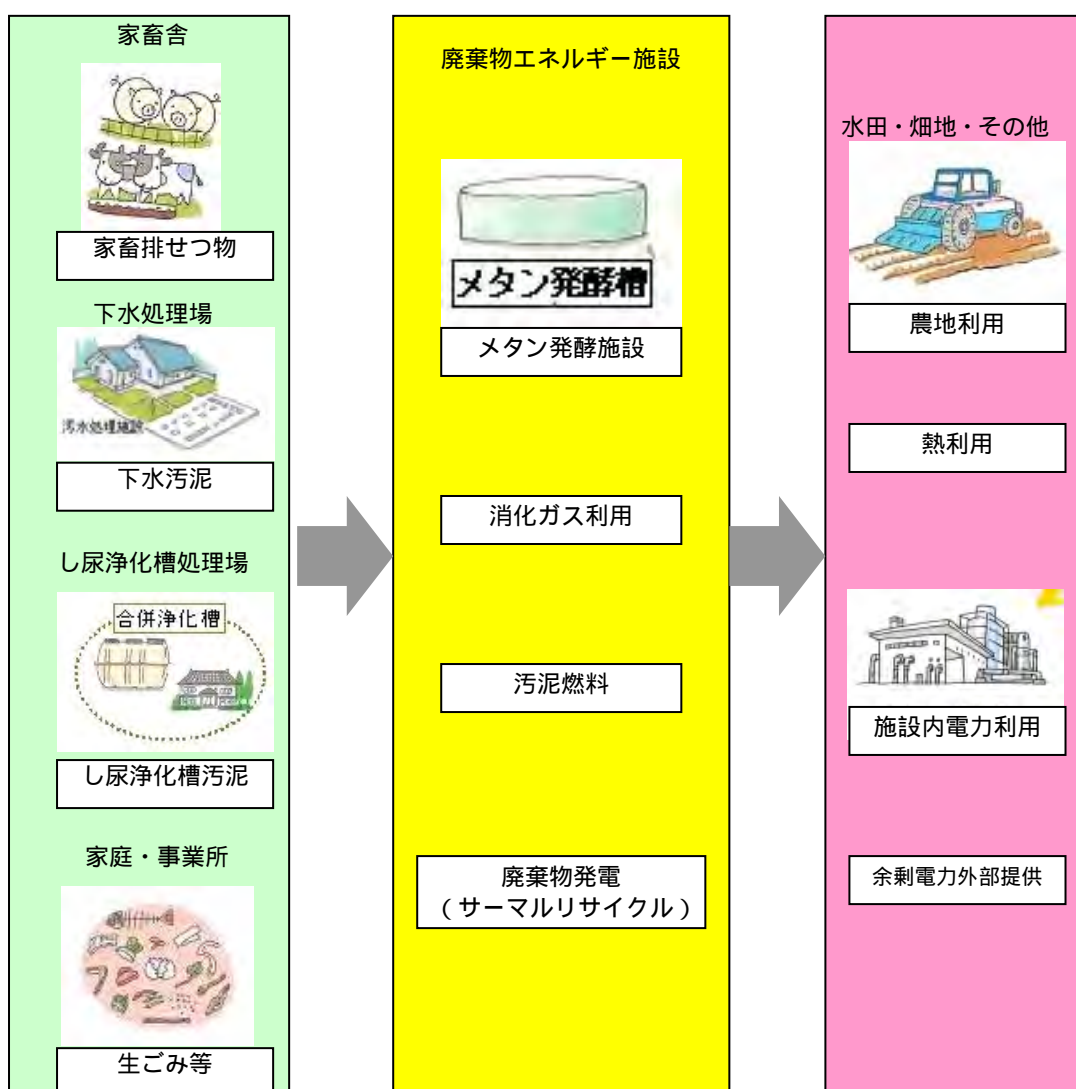 家畜舎
家畜排せつ物
下水処理場
汚水処理施設
下水汚泥
し尿浄化槽処理場
合併浄化槽
し尿浄化槽汚泥
家庭・事業所
生ごみ等
廃棄物エネルギー施設
メタン発酵槽
メタン発酵施設
消化ガス利用
汚泥燃料
廃棄物発電
(サーマルリサイクル)
水田・畑地・その他
農地利用
熱利用
施設内電力利用
余剰電力外部提供